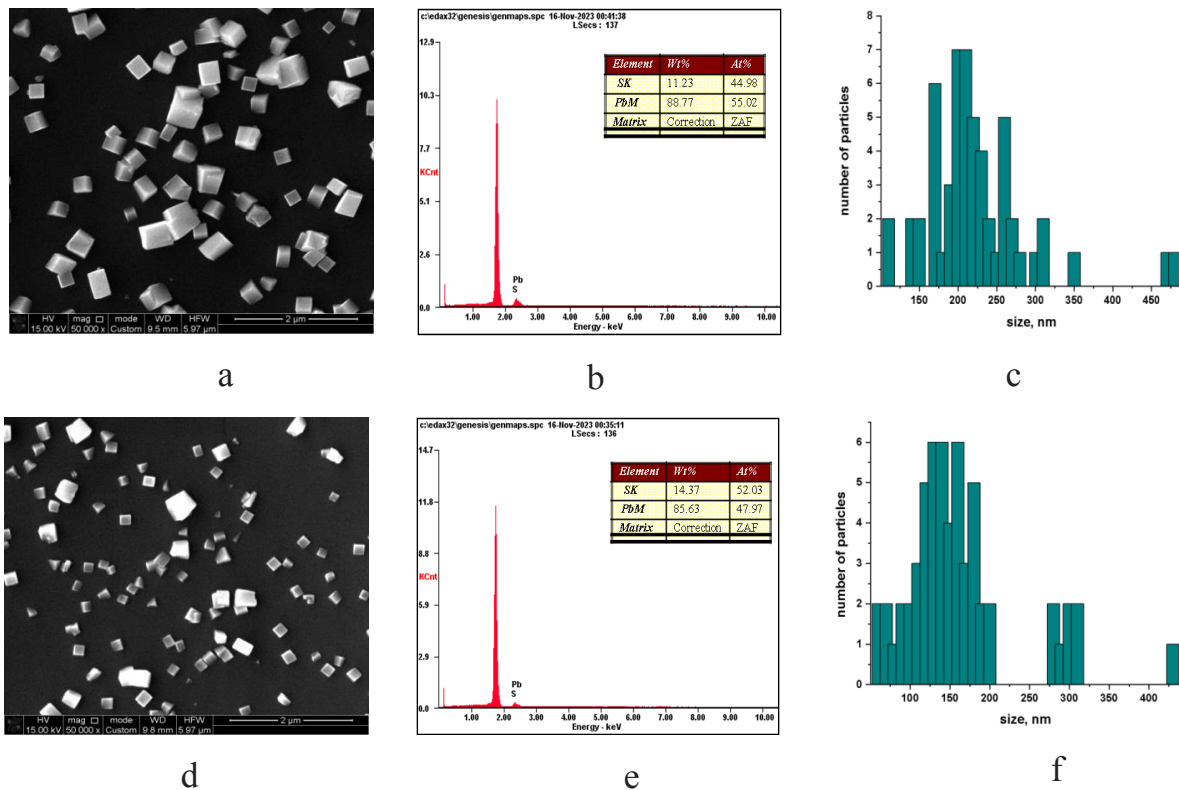 HV mag □ mode WD HFW
15.00 kV 50 000 x Custom 9.5 mm 5.97 µm 2 µm
a
c:\edax32\genesis\genmaps.spc 16-Nov-2023 00:41:38
LSecs : 137
12.9
10.3
7.7
KCnt
5.1
2.6
0.0
Element Wt% At%
SK 11.23 44.98
PbM 88.77 55.02
Matrix Correction ZAF
Pb
S
1.00 2.00 3.00 4.00 5.00 6.00 7.00 8.00 9.00 10.00
Energy - keV
b
number of particles
8
7
6
5
4
3
2
1
0
150 200 250 300 350 400 450
size, nm
c
HV mag □ mode WD HFW
15.00 kV 50 000 x Custom 9.8 mm 5.97 µm 2 µm
d
c:\edax32\genesis\genmaps.spc 16-Nov-2023 00:35:11
LSecs : 136
14.7
11.8
8.8
KCnt
5.9
2.9
0.0
Element Wt% At%
SK 14.37 52.03
PbM 85.63 47.97
Matrix Correction ZAF
Pb
S
1.00 2.00 3.00 4.00 5.00 6.00 7.00 8.00 9.00 10.00
Energy - keV
e
number of particles
6
5
4
3
2
1
0
100 150 200 250 300 350 400
size, nm
f